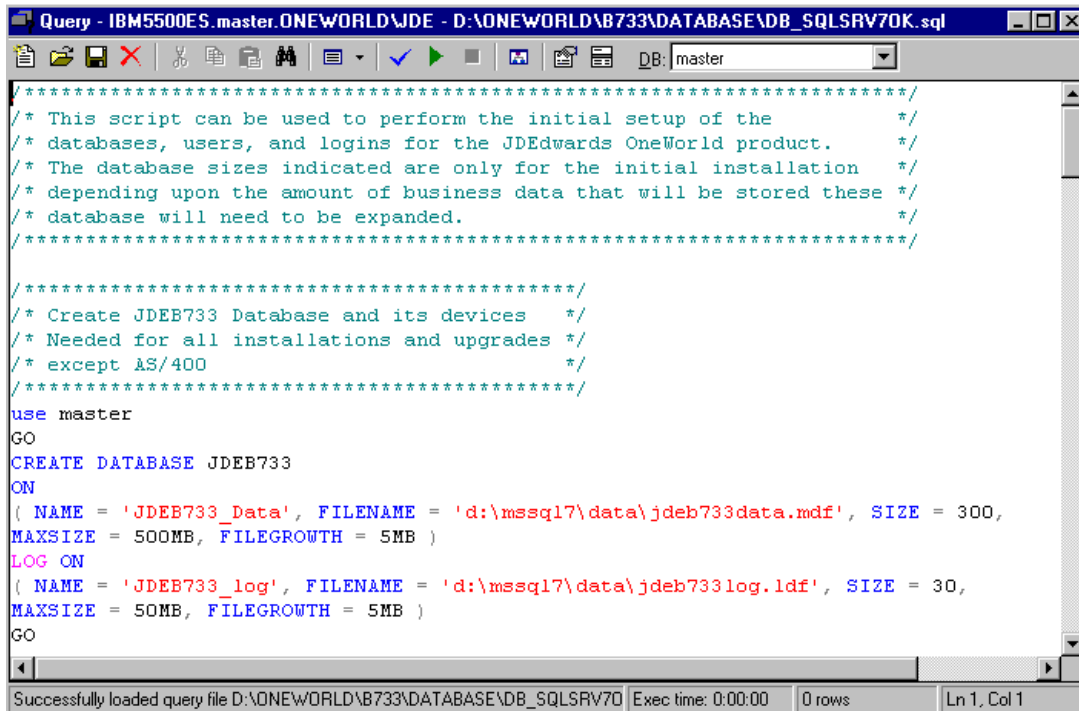 Query - IBM5500ES.master.ONEWORLD\JDE - D:\ONEWORLD\B733\DATABASE\DB_SQLSRV70K.sql
DB: master
/************************************************************************/
/* This script can be used to perform the initial setup of the          */
/* databases, users, and logins for the JDEdwards OneWorld product.     */
/* The database sizes indicated are only for the initial installation   */
/* depending upon the amount of business data that will be stored these */
/* database will need to be expanded.                                   */
/************************************************************************/
/*********************************************/
/* Create JDEB733 Database and its devices   */
/* Needed for all installations and upgrades */
/* except AS/400                             */
/*********************************************/
use master
GO
CREATE DATABASE JDEB733
ON
( NAME = 'JDEB733_Data', FILENAME = 'd:\mssql7\data\jdeb733data.mdf', SIZE = 300,
MAXSIZE = 500MB, FILEGROWTH = 5MB )
LOG ON
( NAME = 'JDEB733_log', FILENAME = 'd:\mssql7\data\jdeb733log.ldf', SIZE = 30,
MAXSIZE = 50MB, FILEGROWTH = 5MB )
GO
Successfully loaded query file D:\ONEWORLD\B733\DATABASE\DB_SQLSRV70 Exec time: 0:00:00 0 rows Ln 1, Col 1